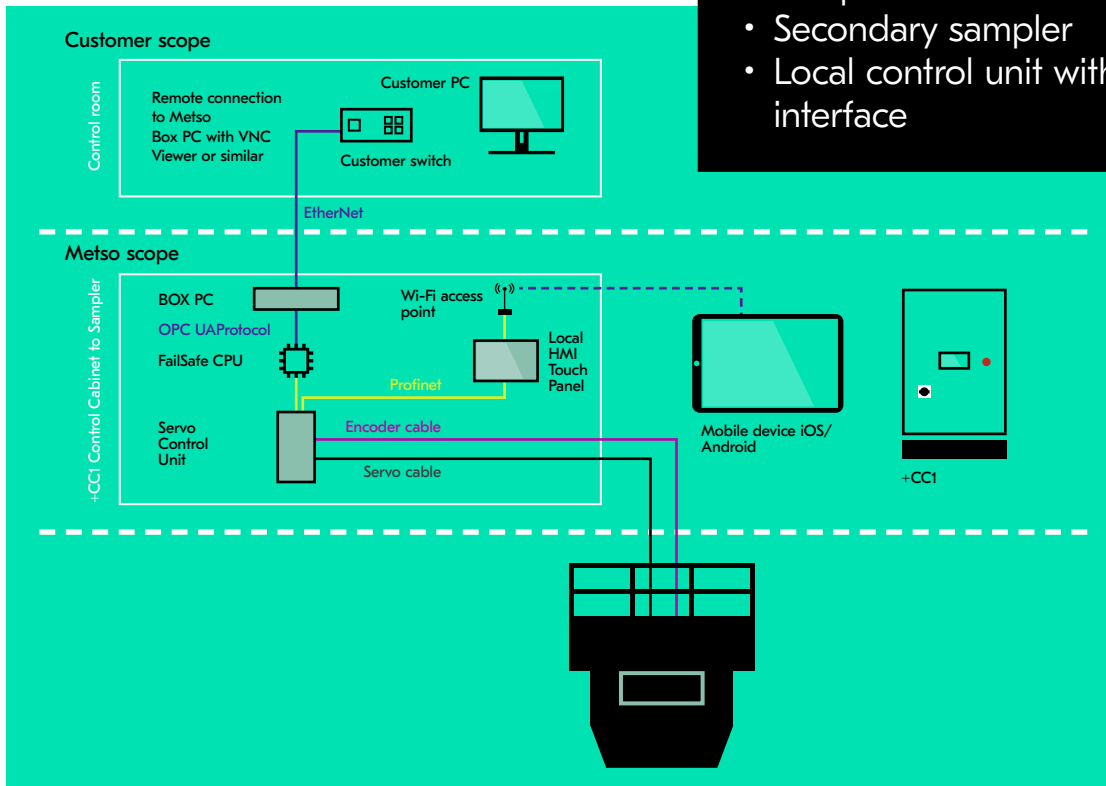 • Secondary sampler
• Local control unit with
interface
Customer scope
Control room
Remote connection
to Metso
Box PC with VNC
Viewer or similar
Customer PC
Customer switch
EtherNet
Metso scope
+CC1 Control Cabinet to Sampler
BOX PC
OPC UAProtocol
FailSafe CPU
Wi-Fi access
point
Local
HMI
Touch
Panel
Profinet
Servo
Control
Unit
Encoder cable
Servo cable
Mobile device iOS/
Android
+CC1